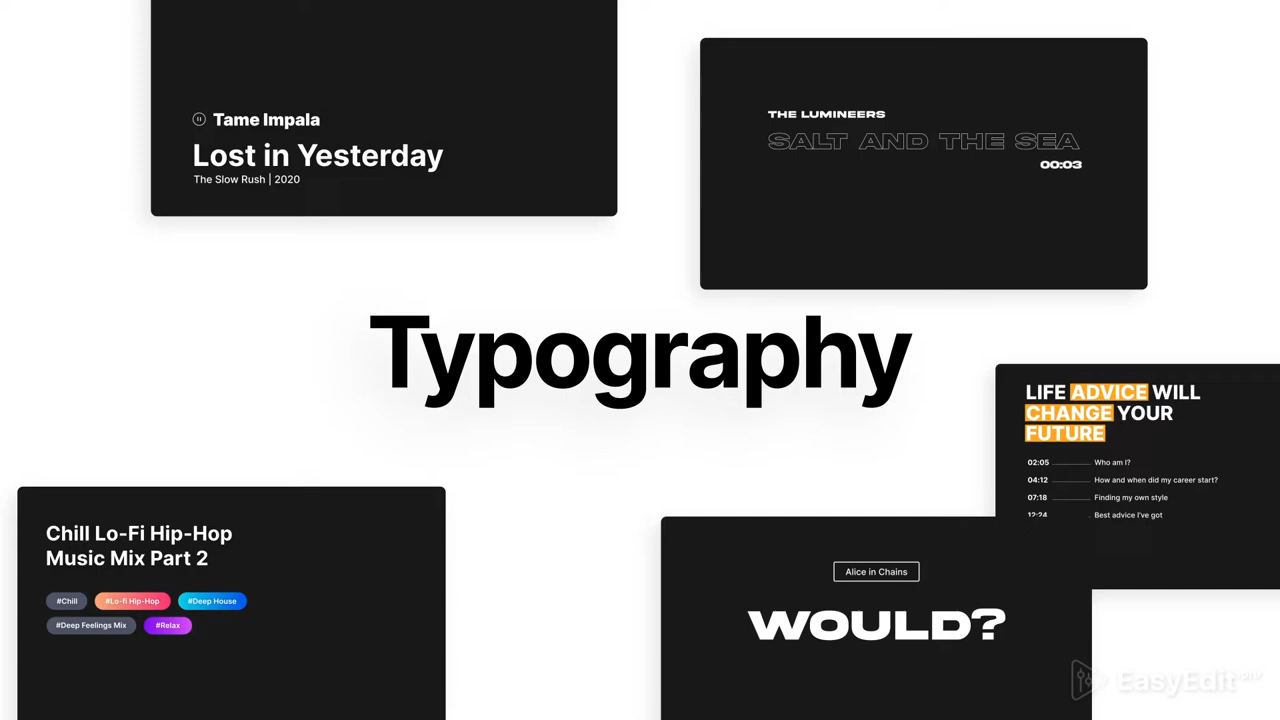 Tame Impala
Lost in Yesterday
The Slow Rush | 2020
THE LUMINEERS
SALT AND THE SEA
00:03
Typography
LIFE ADVICE WILL
CHANGE YOUR
FUTURE
02:05 Who am I?
04:12 How and when did my career start?
07:18 Finding my own style
12:24 Best advice I've got
Chill Lo-Fi Hip-Hop
Music Mix Part 2
#Chill #Lo-fi Hip-Hop #Deep House
#Deep Feelings Mix #Relax
Alice in Chains
WOULD?
EasyEdit.pro